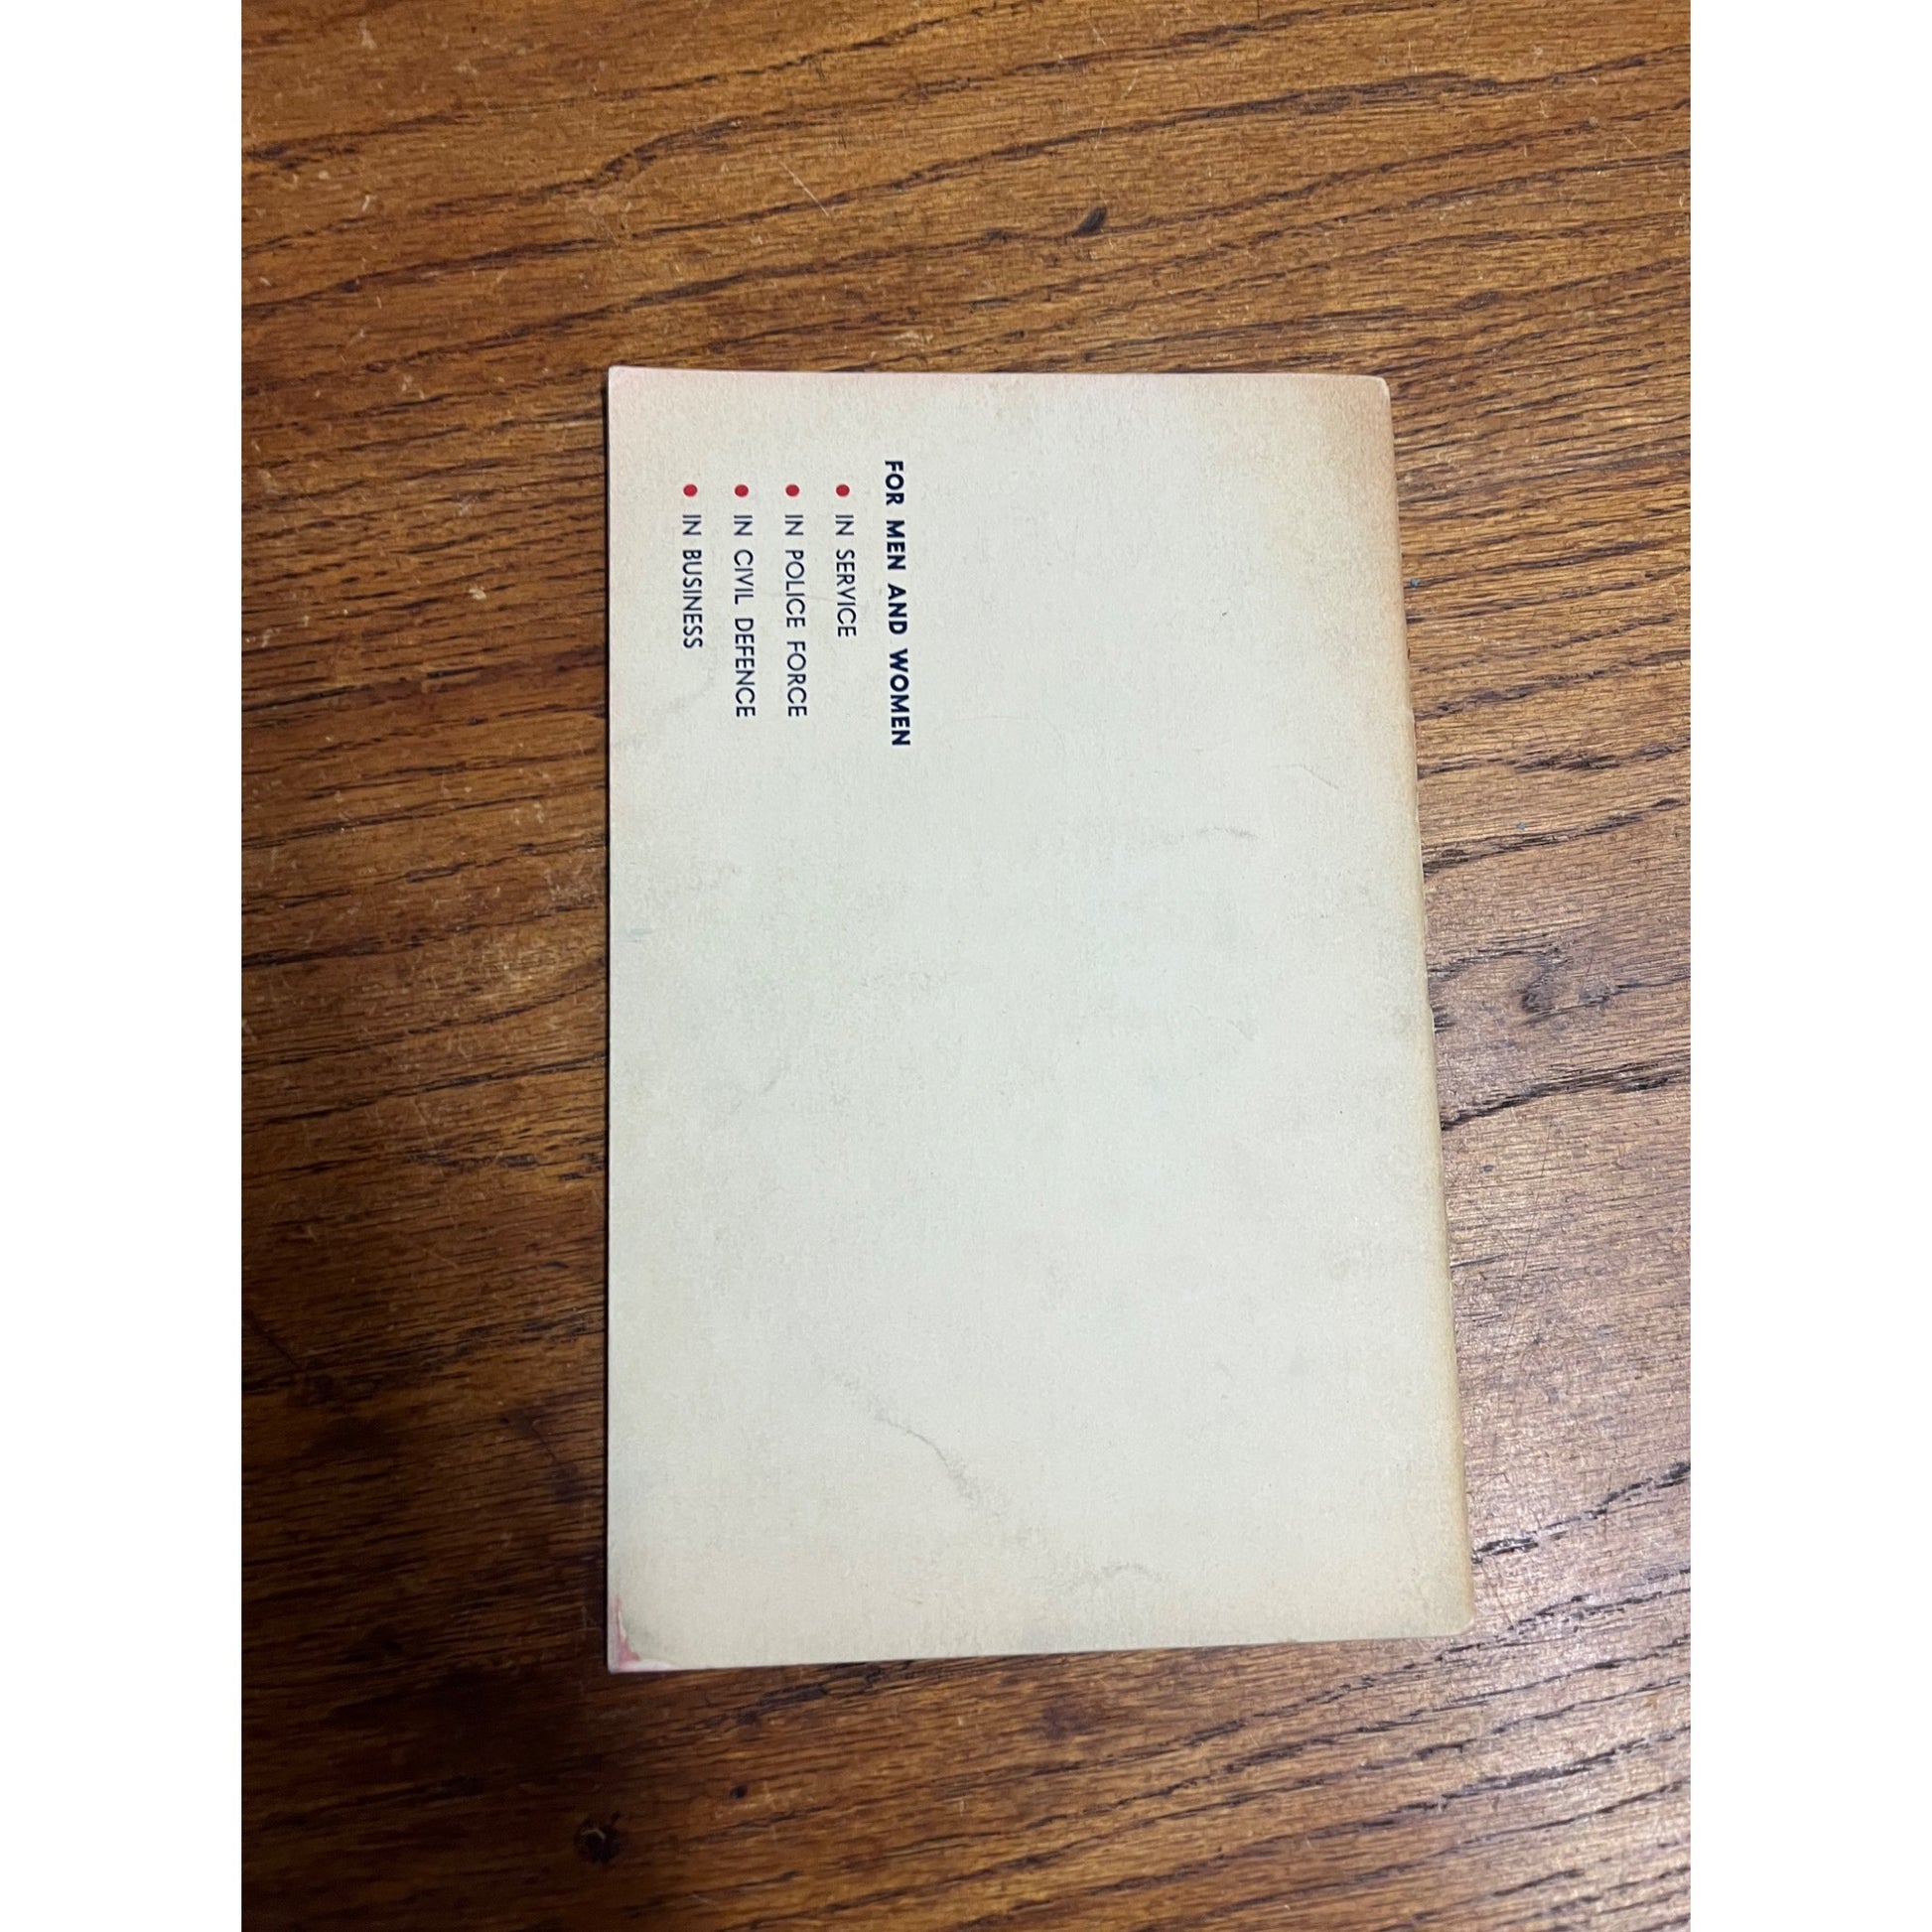 FOR MEN AND WOMEN
• IN SERVICE
• IN POLICE FORCE
• IN CIVIL DEFENCE
• IN BUSINESS